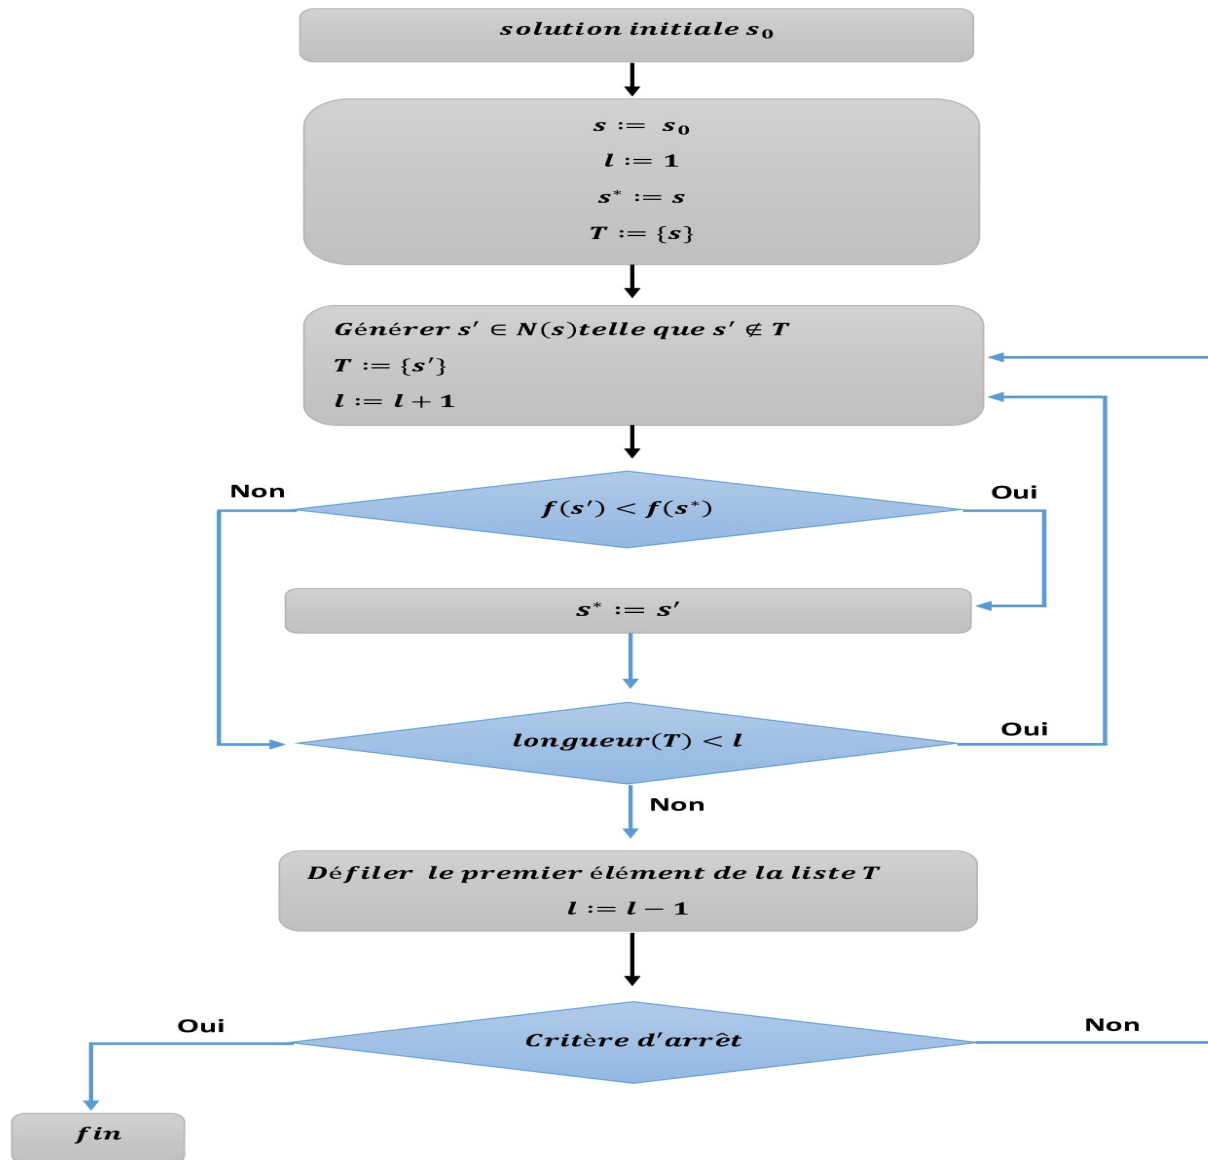 solution initiale s₀
s := s₀
l := 1
s* := s
T := {s}
Générer s′ ∈ N(s)telle que s′ ∉ T
T := {s′}
l := l + 1
Non
f(s′) < f(s*)
Oui
s* := s′
longueur(T) < l
Oui
Non
Défiler le premier élément de la liste T
l := l − 1
Oui
Critère d′arrêt
Non
fin